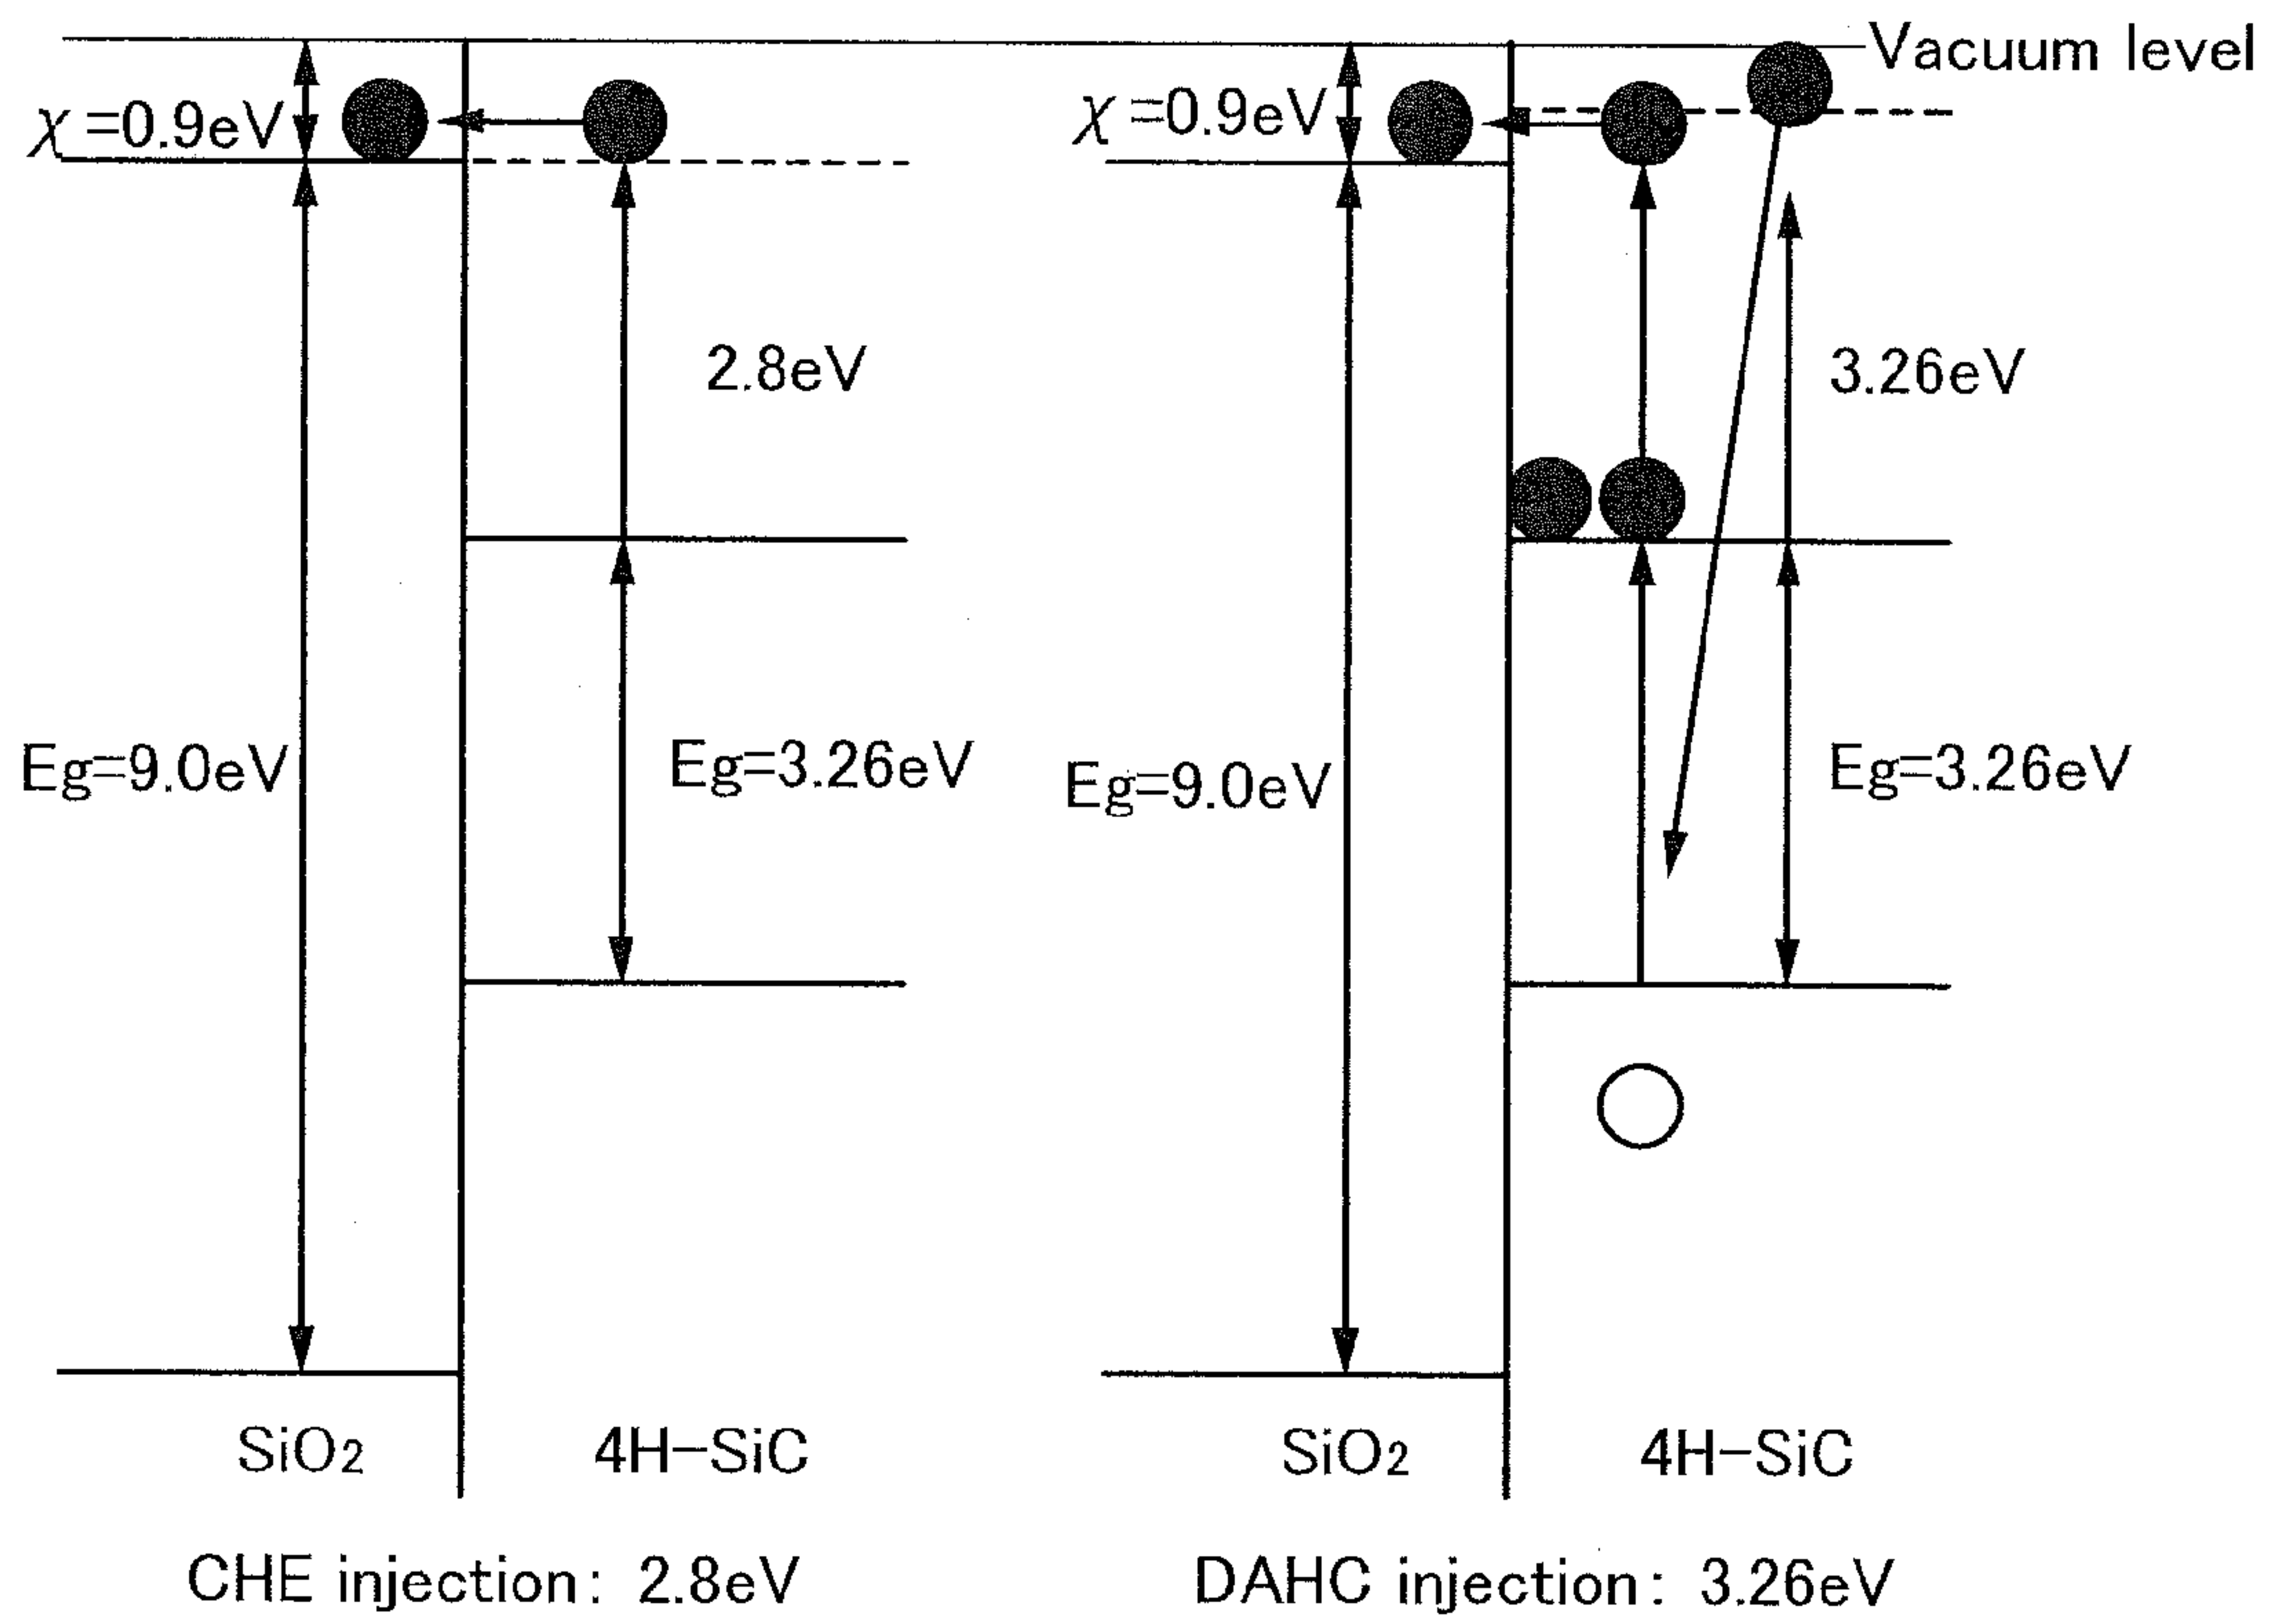 Vacuum level
χ=0.9eV
2.8eV
Eg=9.0eV
Eg=3.26eV
SiO2
4H-SiC
CHE injection: 2.8eV
χ=0.9eV
3.26eV
Eg=9.0eV
Eg=3.26eV
SiO2
4H-SiC
DAHC injection: 3.26eV